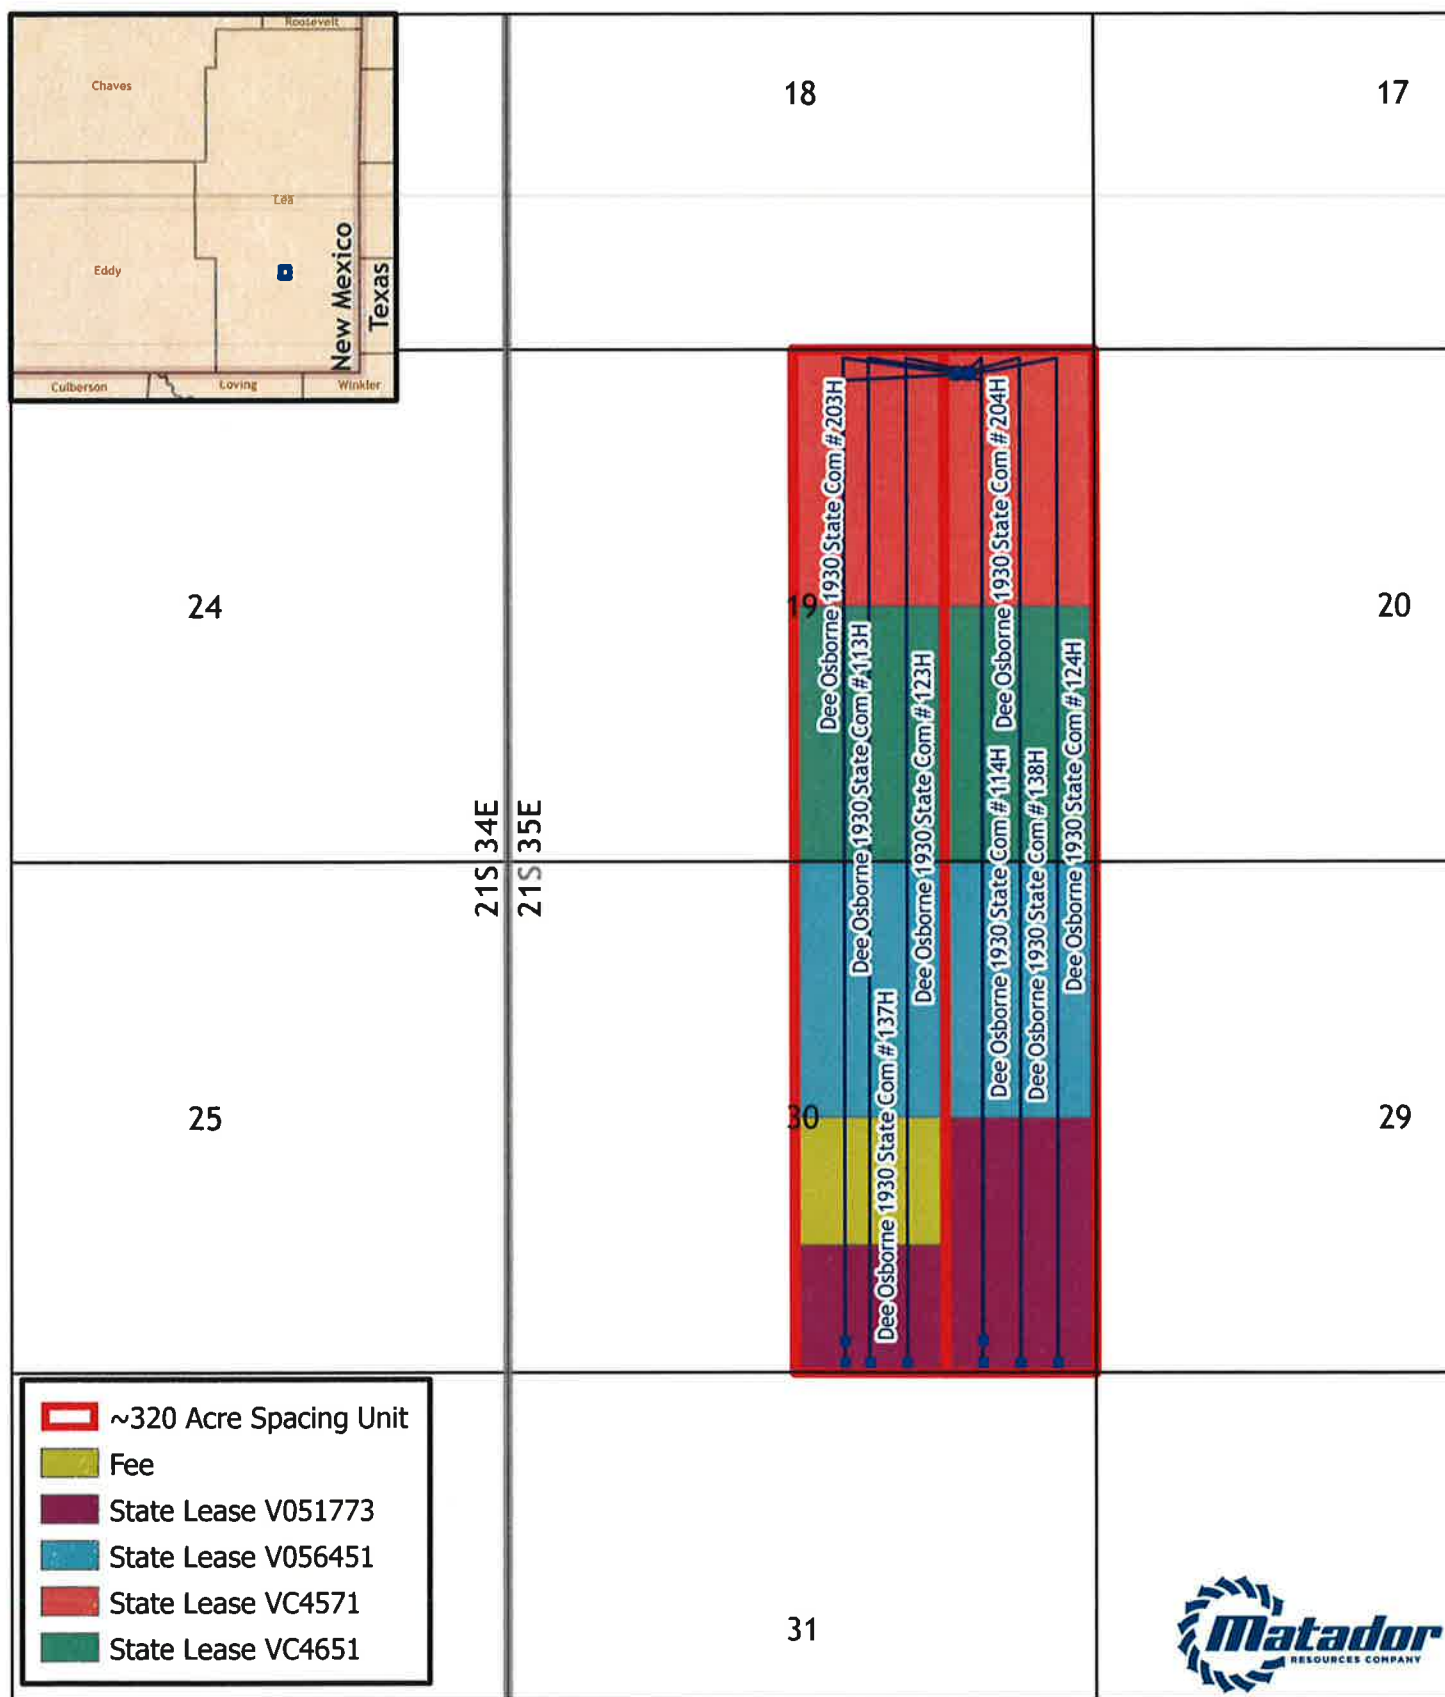 Roosevelt
Chaves
Lea
Eddy
New Mexico
Texas
Culberson
Loving
Winkler
18
17
24
19
20
21S 34E
21S 35E
25
30
29
31
Dee Osborne 1930 State Com # 203H
Dee Osborne 1930 State Com # 113H
Dee Osborne 1930 State Com # 123H
Dee Osborne 1930 State Com # 137H
Dee Osborne 1930 State Com # 204H
Dee Osborne 1930 State Com # 114H
Dee Osborne 1930 State Com # 138H
Dee Osborne 1930 State Com # 124H
~320 Acre Spacing Unit
Fee
State Lease V051773
State Lease V056451
State Lease VC4571
State Lease VC4651
Matador
RESOURCES COMPANY